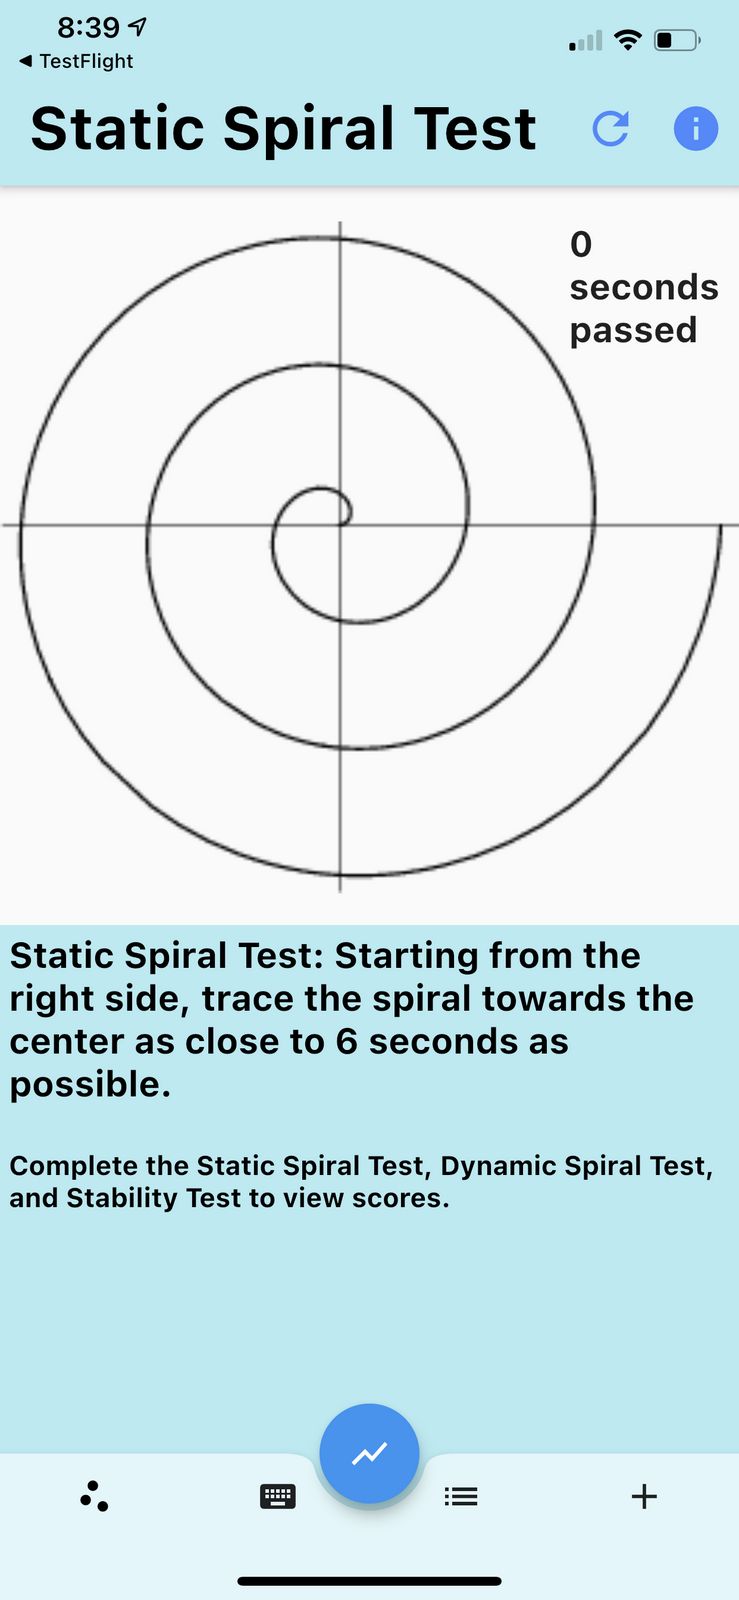 8:39
◀ TestFlight
Static Spiral Test
0
seconds
passed
Static Spiral Test: Starting from the
right side, trace the spiral towards the
center as close to 6 seconds as
possible.
Complete the Static Spiral Test, Dynamic Spiral Test,
and Stability Test to view scores.